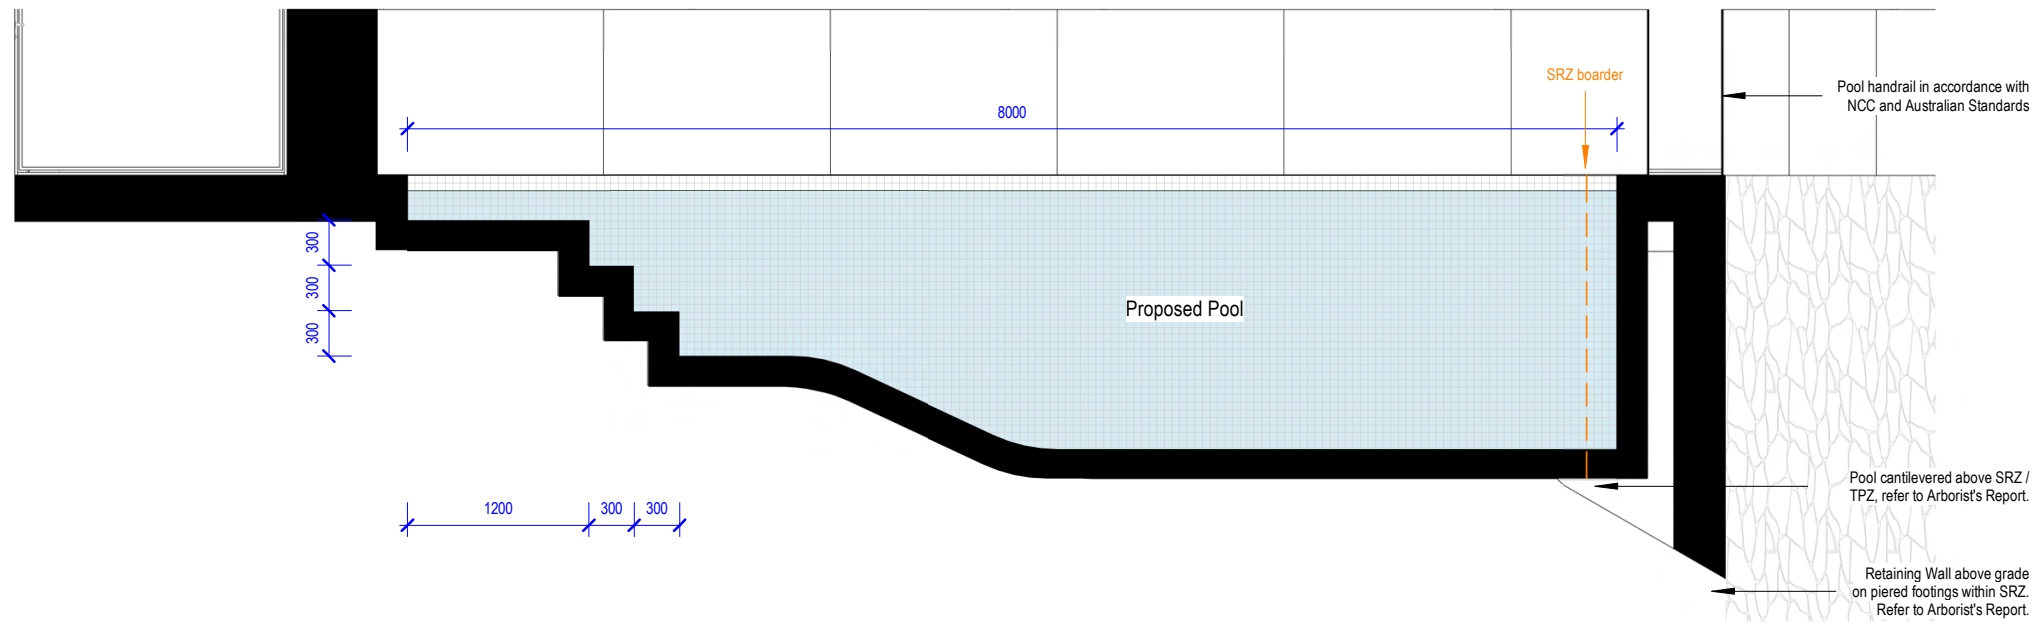 SRZ boarder
Pool handrail in accordance with
NCC and Australian Standards
8000
300
300
300
Proposed Pool
Pool cantilevered above SRZ /
TPZ, refer to Arborist's Report.
1200
300
300
Retaining Wall above grade
on piered footings within SRZ.
Refer to Arborist's Report.